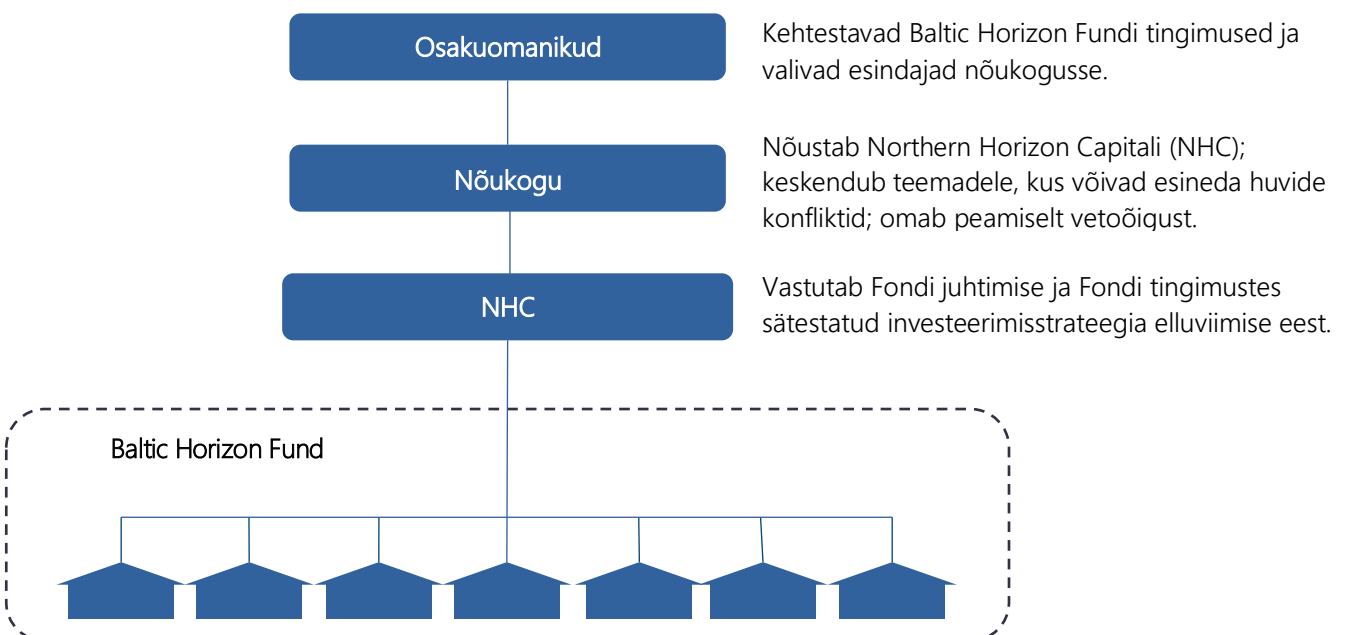 Osakuomanikud
Kehtestavad Baltic Horizon Fundi tingimused ja
valivad esindajad nõukogusse.
Nõukogu
Nõustab Northern Horizon Capitali (NHC);
keskendub teemadele, kus võivad esineda huvide
konfliktid; omab peamiselt vetoõigust.
NHC
Vastutab Fondi juhtimise ja Fondi tingimustes
sätestatud investeerimisstrateegia elluviimise eest.
Baltic Horizon Fund